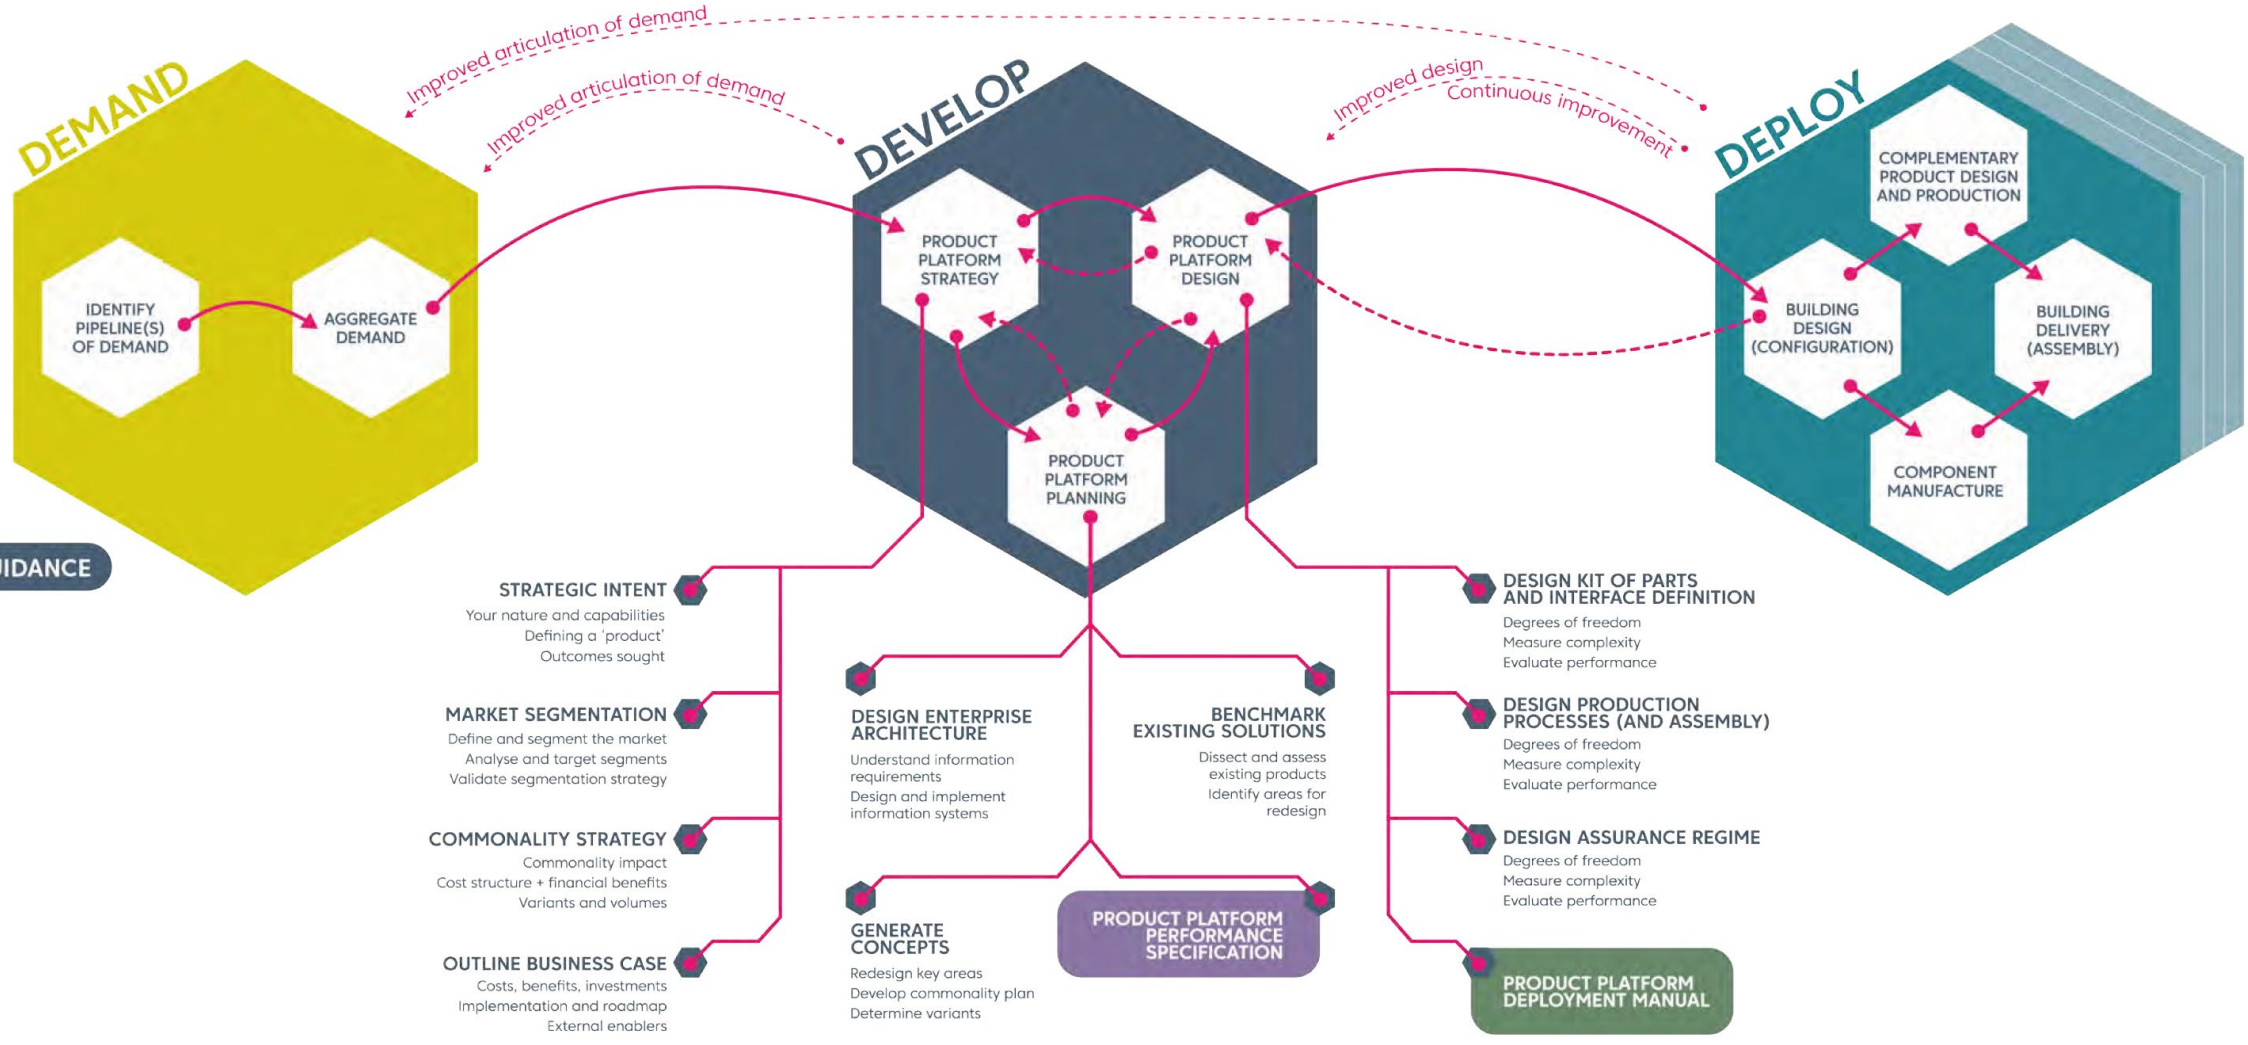 Improved articulation of demand
Improved articulation of demand
Improved design
Continuous improvement
DEMAND
IDENTIFY
PIPELINE(S)
OF DEMAND
AGGREGATE
DEMAND
DEVELOP
PRODUCT
PLATFORM
STRATEGY
PRODUCT
PLATFORM
DESIGN
PRODUCT
PLATFORM
PLANNING
DEPLOY
COMPLEMENTARY
PRODUCT DESIGN
AND PRODUCTION
BUILDING
DESIGN
(CONFIGURATION)
BUILDING
DELIVERY
(ASSEMBLY)
COMPONENT
MANUFACTURE
STRATEGIC INTENT
Your nature and capabilities
Defining a 'product'
Outcomes sought
MARKET SEGMENTATION
Define and segment the market
Analyse and target segments
Validate segmentation strategy
COMMONALITY STRATEGY
Commonality impact
Cost structure + financial benefits
Variants and volumes
OUTLINE BUSINESS CASE
Costs, benefits, investments
Implementation and roadmap
External enablers
DESIGN ENTERPRISE
ARCHITECTURE
Understand information
requirements
Design and implement
information systems
BENCHMARK
EXISTING SOLUTIONS
Dissect and assess
existing products
Identify areas for
redesign
GENERATE
CONCEPTS
Redesign key areas
Develop commonality plan
Determine variants
PRODUCT PLATFORM
PERFORMANCE
SPECIFICATION
DESIGN KIT OF PARTS
AND INTERFACE DEFINITION
Degrees of freedom
Measure complexity
Evaluate performance
DESIGN PRODUCTION
PROCESSES (AND ASSEMBLY)
Degrees of freedom
Measure complexity
Evaluate performance
DESIGN ASSURANCE REGIME
Degrees of freedom
Measure complexity
Evaluate performance
PRODUCT PLATFORM
DEPLOYMENT MANUAL